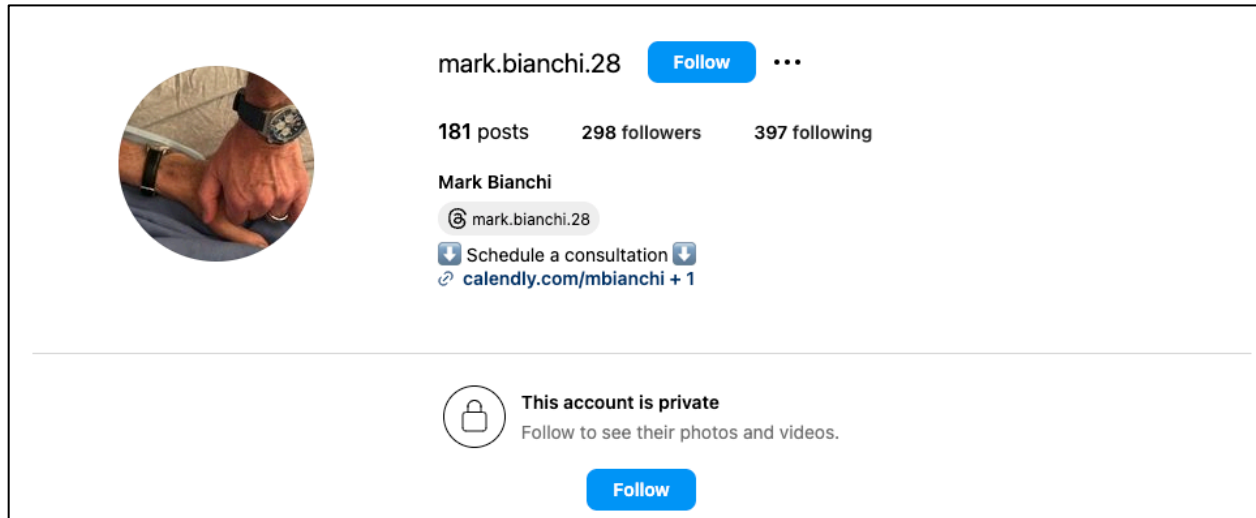 mark.bianchi.28 Follow •••
181 posts 298 followers 397 following
Mark Bianchi
mark.bianchi.28
⬇️ Schedule a consultation ⬇️
calendly.com/mbianchi + 1
This account is private
Follow to see their photos and videos.
Follow